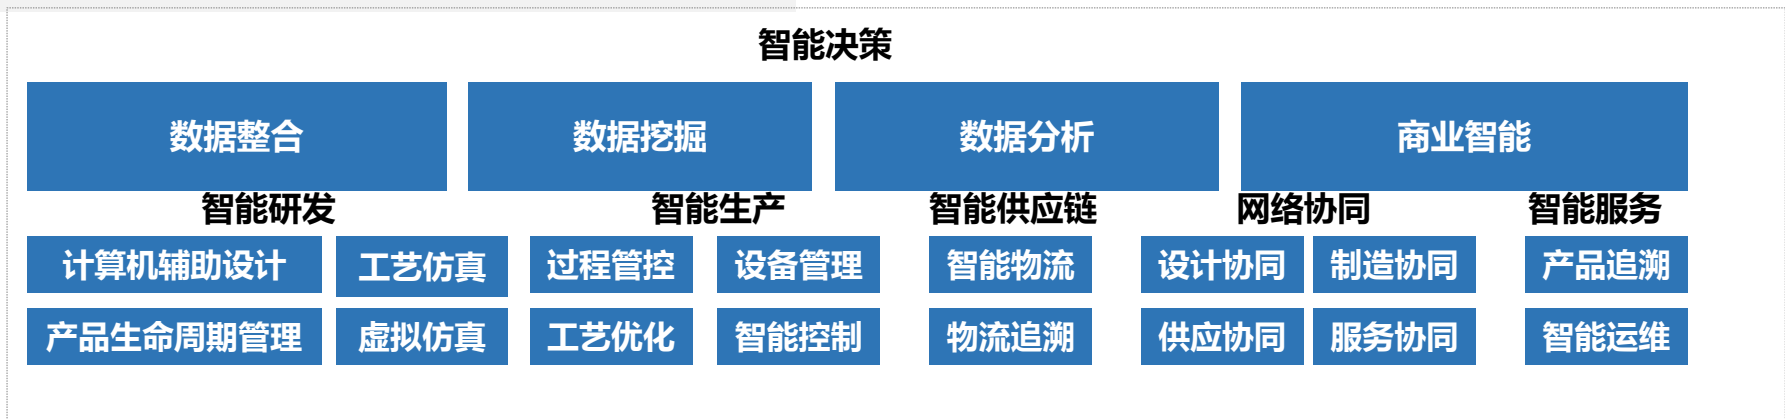 智能决策
数据整合 数据挖掘 数据分析 商业智能
智能研发 智能生产 智能供应链 网络协同 智能服务
计算机辅助设计 工艺仿真 过程管控 设备管理 智能物流 设计协同 制造协同 产品追溯
产品生命周期管理 虚拟仿真 工艺优化 智能控制 物流追溯 供应协同 服务协同 智能运维